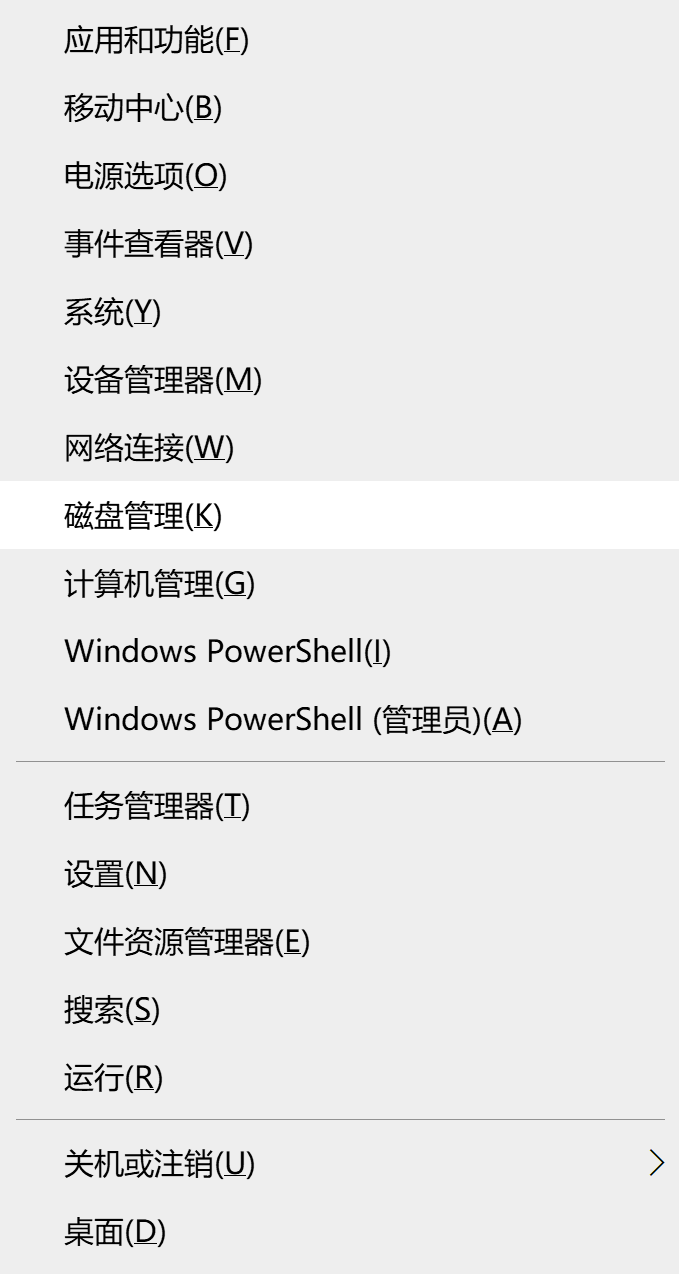 应用和功能(F)
移动中心(B)
电源选项(O)
事件查看器(V)
系统(Y)
设备管理器(M)
网络连接(W)
磁盘管理(K)
计算机管理(G)
Windows PowerShell(I)
Windows PowerShell (管理员)(A)
任务管理器(T)
设置(N)
文件资源管理器(E)
搜索(S)
运行(R)
关机或注销(U)
桌面(D)